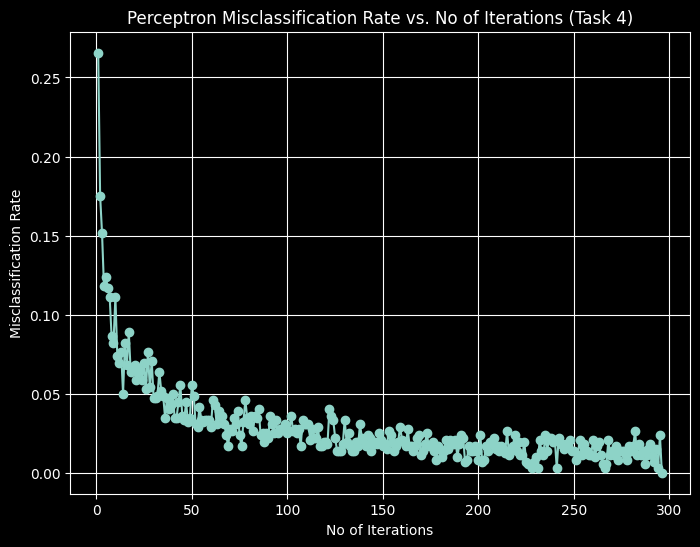 Perceptron Misclassification Rate vs. No of Iterations (Task 4)
Misclassification Rate
0.25
0.20
0.15
0.10
0.05
0.00
0 50 100 150 200 250 300
No of Iterations